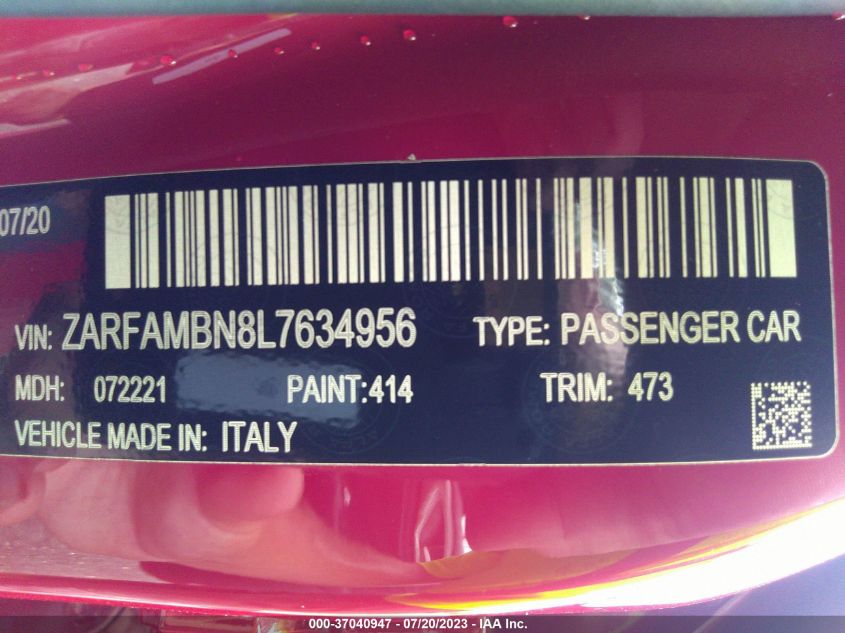 07/20
VIN: ZARFAMBN8L7634956 TYPE: PASSENGER CAR
MDH: 072221 PAINT:414 TRIM: 473
VEHICLE MADE IN: ITALY
000-37040947 - 07/20/2023 - IAA Inc.